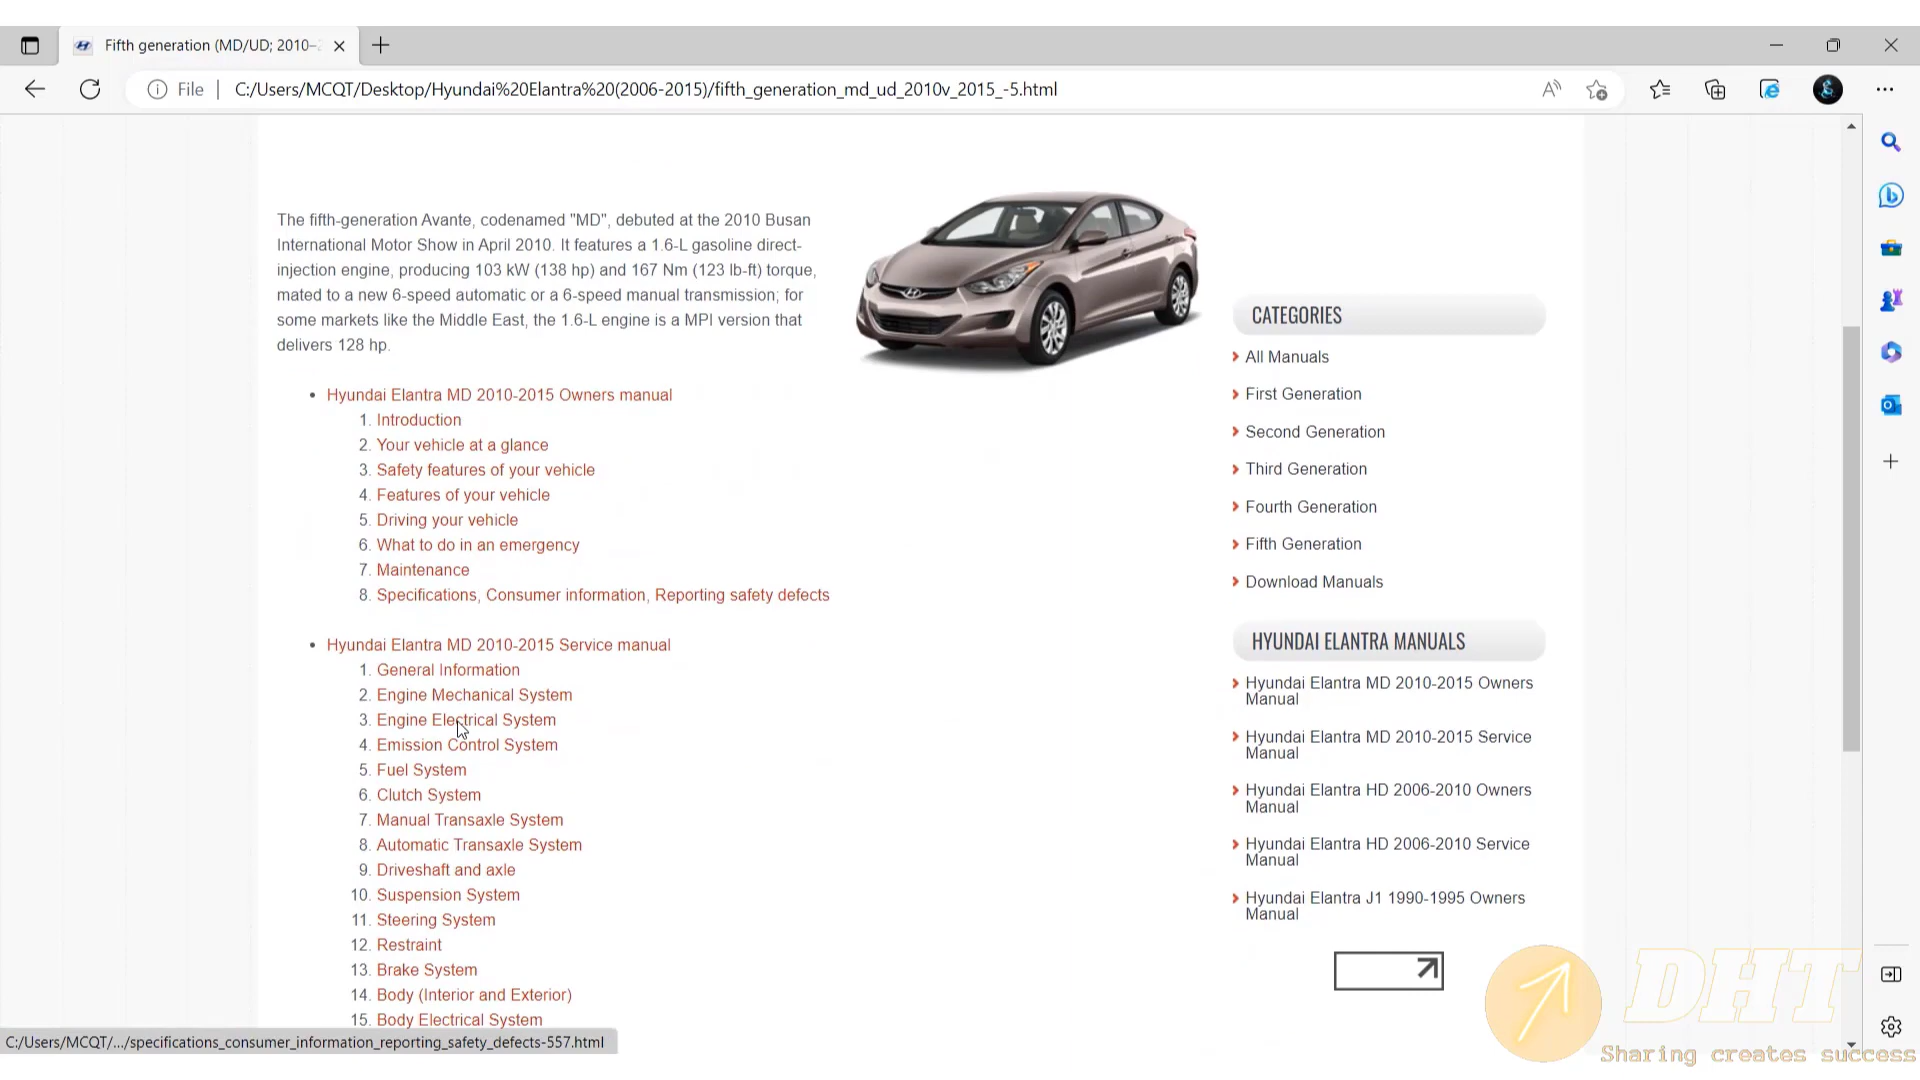 Fifth generation (MD/UD; 2010–2
File
C:/Users/MCQT/Desktop/Hyundai%20Elantra%20(2006-2015)/fifth_generation_md_ud_2010v_2015_-5.html
The fifth-generation Avante, codenamed "MD", debuted at the 2010 Busan
International Motor Show in April 2010. It features a 1.6-L gasoline direct-
injection engine, producing 103 kW (138 hp) and 167 Nm (123 lb-ft) torque,
mated to a new 6-speed automatic or a 6-speed manual transmission; for
some markets like the Middle East, the 1.6-L engine is a MPI version that
delivers 128 hp.
• Hyundai Elantra MD 2010-2015 Owners manual
1. Introduction
2. Your vehicle at a glance
3. Safety features of your vehicle
4. Features of your vehicle
5. Driving your vehicle
6. What to do in an emergency
7. Maintenance
8. Specifications, Consumer information, Reporting safety defects
• Hyundai Elantra MD 2010-2015 Service manual
1. General Information
2. Engine Mechanical System
3. Engine Electrical System
4. Emission Control System
5. Fuel System
6. Clutch System
7. Manual Transaxle System
8. Automatic Transaxle System
9. Driveshaft and axle
10. Suspension System
11. Steering System
12. Restraint
13. Brake System
14. Body (Interior and Exterior)
15. Body Electrical System
CATEGORIES
All Manuals
First Generation
Second Generation
Third Generation
Fourth Generation
Fifth Generation
Download Manuals
HYUNDAI ELANTRA MANUALS
Hyundai Elantra MD 2010-2015 Owners
Manual
Hyundai Elantra MD 2010-2015 Service
Manual
Hyundai Elantra HD 2006-2010 Owners
Manual
Hyundai Elantra HD 2006-2010 Service
Manual
Hyundai Elantra J1 1990-1995 Owners
Manual
DHT
Sharing creates success
C:/Users/MCQT/.../specifications_consumer_information_reporting_safety_defects-557.html